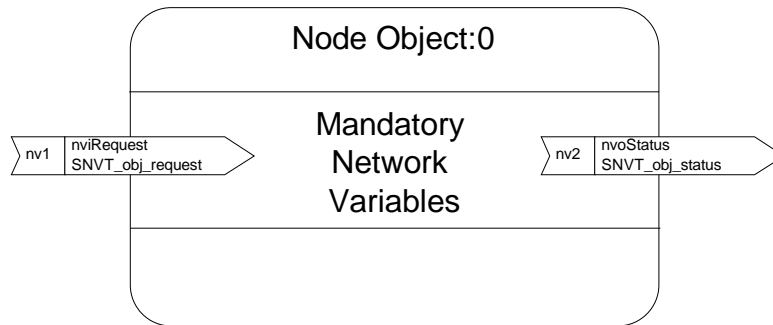 Node Object:0
Mandatory
Network
Variables
nv1
nviRequest
SNVT_obj_request
nv2
nvoStatus
SNVT_obj_status